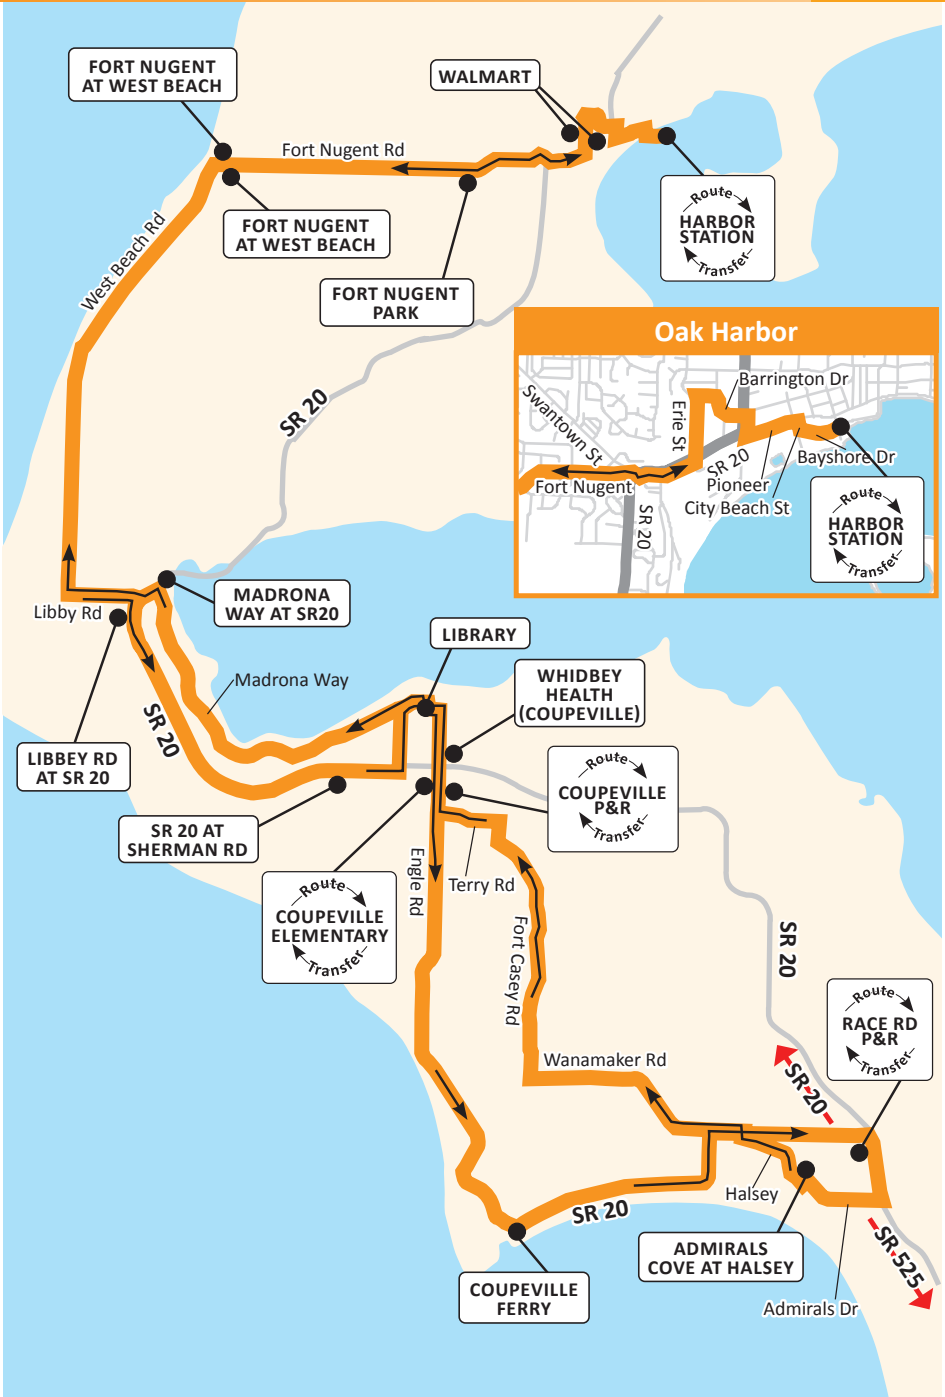 FORT NUGENT
AT WEST BEACH
WALMART
Fort Nugent Rd
Route
HARBOR
STATION
Transfer
FORT NUGENT
AT WEST BEACH
West Beach Rd
FORT NUGENT
PARK
SR 20
Oak Harbor
Barrington Dr
Swantown St
Erie St
SR 20
Bayshore Dr
Fort Nugent
Pioneer
City Beach St
SR 20
Route
HARBOR
STATION
Transfer
MADRONA
WAY AT SR20
Libby Rd
LIBRARY
Madrona Way
WHIDBEY
HEALTH
(COUPEVILLE)
SR 20
LIBBEY RD
AT SR 20
Route
COUPEVILLE
P&R
Transfer
SR 20 AT
SHERMAN RD
Engle Rd
Terry Rd
Route
COUPEVILLE
ELEMENTARY
Transfer
Fort Casey Rd
SR 20
Route
RACE RD
P&R
Transfer
Wanamaker Rd
SR 20
Halsey
SR 20
ADMIRALS
COVE AT HALSEY
SR 525
COUPEVILLE
FERRY
Admirals Dr